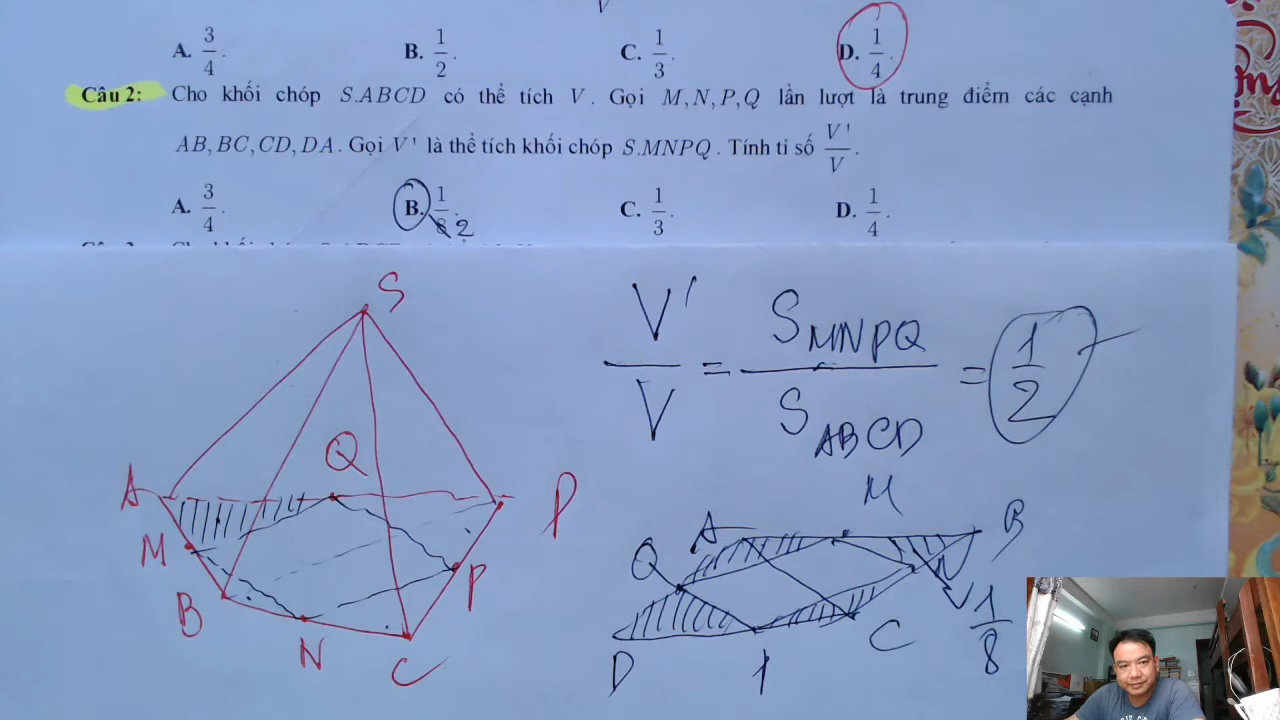 V
A. 3/4. B. 1/2. C. 1/3. D. 1/4.
Câu 2: Cho khối chóp S.ABCD có thể tích V. Gọi M,N,P,Q lần lượt là trung điểm các cạnh
AB,BC,CD,DA. Gọi V' là thể tích khối chóp S.MNPQ. Tính tỉ số V'/V.
A. 3/4. B. 1/8. 2 C. 1/3. D. 1/4.
S
V'/V = S MNPQ / S ABCD = 1/2
A Q D
M
B N C P
M
Q A B
N
D P C 1/8